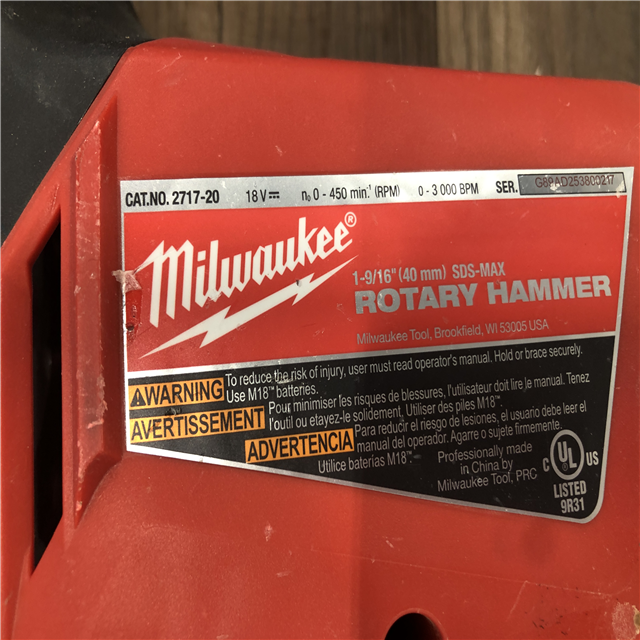 CAT.NO. 2717-20 18V⎓ n₀ 0 - 450 min.⁻¹ (RPM) 0 - 3 000 BPM SER. G89AD253800217
Milwaukee®
1-9/16" (40 mm) SDS-MAX
ROTARY HAMMER
Milwaukee Tool, Brookfield, WI 53005 USA
WARNING To reduce the risk of injury, user must read operator's manual. Hold or brace securely.
Use M18™ batteries.
AVERTISSEMENT Pour minimiser les risques de blessures, l'utilisateur doit lire le manual. Tenez
l'outil ou etayez-le solidement. Utiliser des piles M18™.
ADVERTENCIA Para reducir el riesgo de lesiones, el usuario debe leer el
manual del operador. Agarre o sujete firmemente.
Utilice baterías M18™.
Professionally made
in China by
Milwaukee Tool, PRC
C UL US
LISTED
9R31